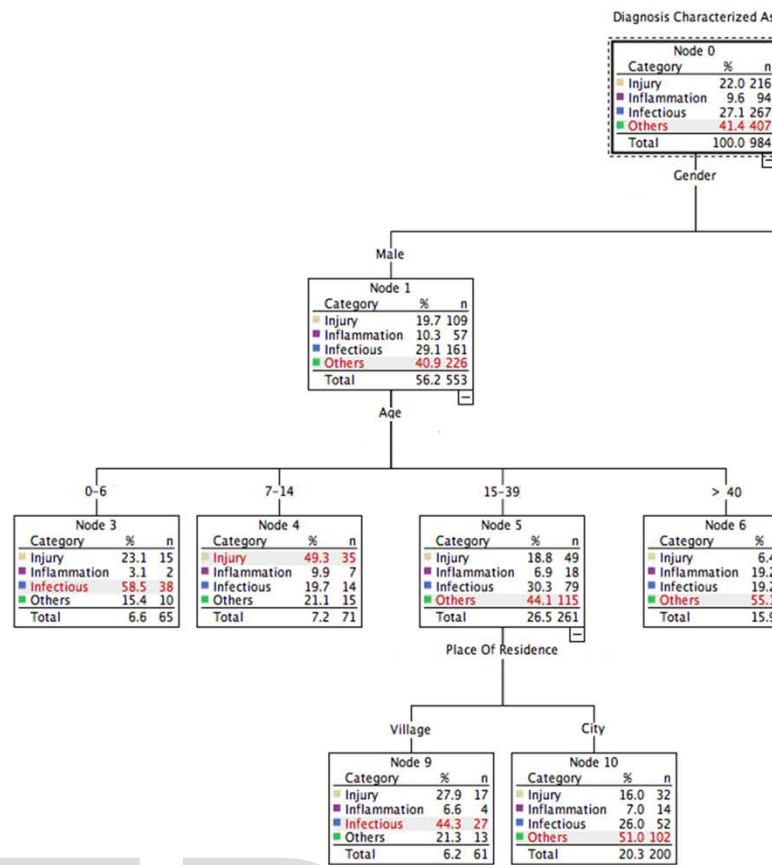 Diagnosis Characterized As
Node 0
Category % n
Injury 22.0 216
Inflammation 9.6 94
Infectious 27.1 267
Others 41.4 407
Total 100.0 984
Gender
Male
Node 1
Category % n
Injury 19.7 109
Inflammation 10.3 57
Infectious 29.1 161
Others 40.9 226
Total 56.2 553
Age
0-6
Node 3
Category % n
Injury 23.1 15
Inflammation 3.1 2
Infectious 58.5 38
Others 15.4 10
Total 6.6 65
7-14
Node 4
Category % n
Injury 49.3 35
Inflammation 9.9 7
Infectious 19.7 14
Others 21.1 15
Total 7.2 71
15-39
Node 5
Category % n
Injury 18.8 49
Inflammation 6.9 18
Infectious 30.3 79
Others 44.1 115
Total 26.5 261
> 40
Node 6
Category %
Injury 6.4
Inflammation 19.2
Infectious 19.2
Others 55.
Total 15.9
Place Of Residence
Village
Node 9
Category % n
Injury 27.9 17
Inflammation 6.6 4
Infectious 44.3 27
Others 21.3 13
Total 6.2 61
City
Node 10
Category % n
Injury 16.0 32
Inflammation 7.0 14
Infectious 26.0 52
Others 51.0 102
Total 20.3 200